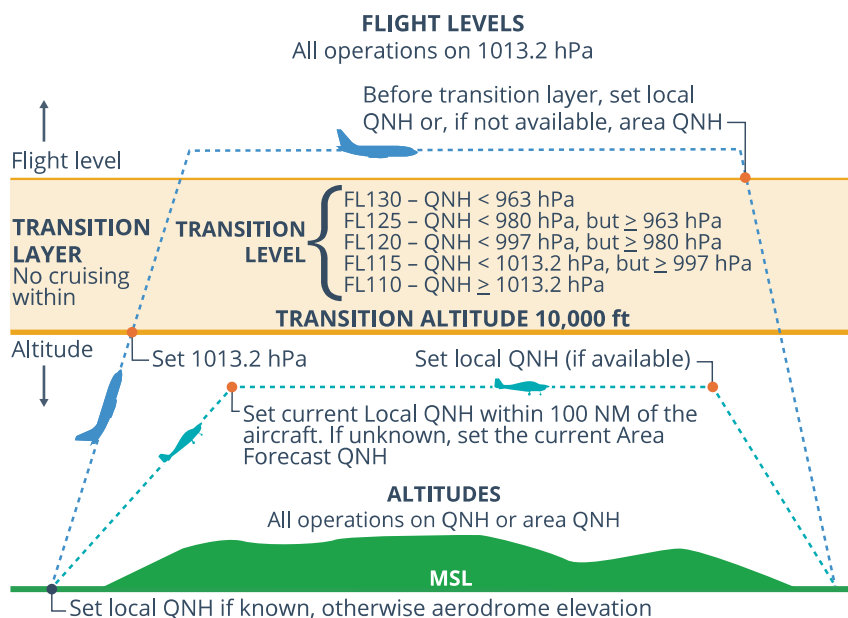 FLIGHT LEVELS
All operations on 1013.2 hPa
Before transition layer, set local
QNH or, if not available, area QNH
Flight level
TRANSITION
LAYER
No cruising
within
TRANSITION
LEVEL
FL130 – QNH < 963 hPa
FL125 – QNH < 980 hPa, but ≥ 963 hPa
FL120 – QNH < 997 hPa, but ≥ 980 hPa
FL115 – QNH < 1013.2 hPa, but ≥ 997 hPa
FL110 – QNH ≥ 1013.2 hPa
TRANSITION ALTITUDE 10,000 ft
Altitude
Set 1013.2 hPa
Set local QNH (if available)
Set current Local QNH within 100 NM of the
aircraft. If unknown, set the current Area
Forecast QNH
ALTITUDES
All operations on QNH or area QNH
MSL
Set local QNH if known, otherwise aerodrome elevation